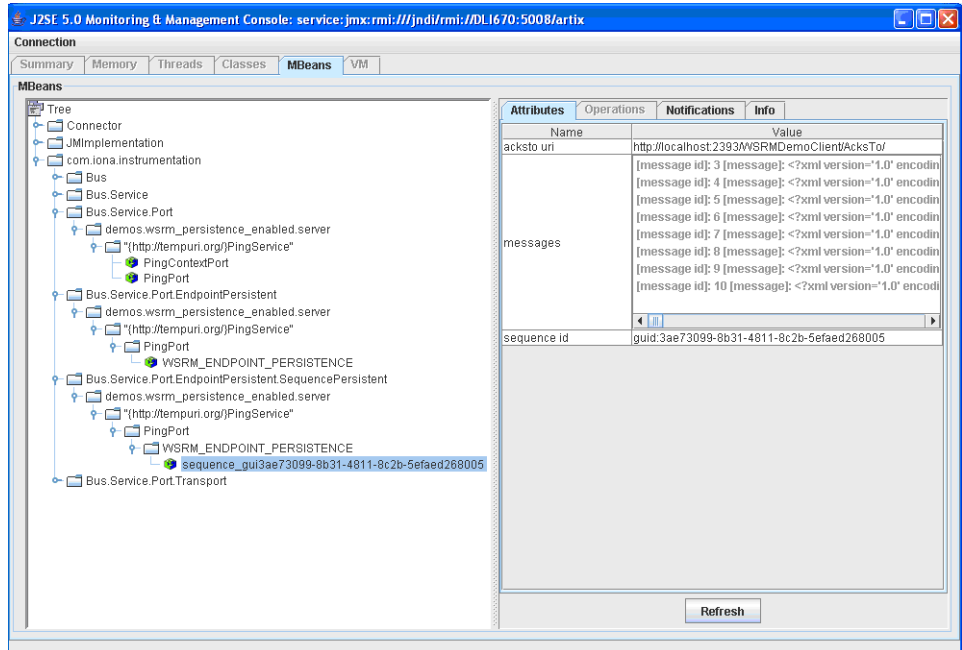 J2SE 5.0 Monitoring & Management Console: service:jmx:rmi:///jndi/rmi://DLI670:5008/artix
Connection
Summary Memory Threads Classes MBeans VM
MBeans
Tree
Connector
JMImplementation
com.iona.instrumentation
Bus
Bus.Service
Bus.Service.Port
demos.wsrm_persistence_enabled.server
"{http://tempuri.org/}PingService"
PingContextPort
PingPort
Bus.Service.Port.EndpointPersistent
demos.wsrm_persistence_enabled.server
"{http://tempuri.org/}PingService"
PingPort
WSRM_ENDPOINT_PERSISTENCE
Bus.Service.Port.EndpointPersistent.SequencePersistent
demos.wsrm_persistence_enabled.server
"{http://tempuri.org/}PingService"
PingPort
WSRM_ENDPOINT_PERSISTENCE
sequence_gui3ae73099-8b31-4811-8c2b-5efaed268005
Bus.Service.Port.Transport
Attributes Operations Notifications Info
Name Value
acksto uri http://localhost:2393/WSRMDemoClient/AcksTo/
messages
[message id]: 3 [message]: <?xml version='1.0' encodin
[message id]: 4 [message]: <?xml version='1.0' encodin
[message id]: 5 [message]: <?xml version='1.0' encodin
[message id]: 6 [message]: <?xml version='1.0' encodin
[message id]: 7 [message]: <?xml version='1.0' encodin
[message id]: 8 [message]: <?xml version='1.0' encodin
[message id]: 9 [message]: <?xml version='1.0' encodin
[message id]: 10 [message]: <?xml version='1.0' encodi
sequence id guid:3ae73099-8b31-4811-8c2b-5efaed268005
Refresh